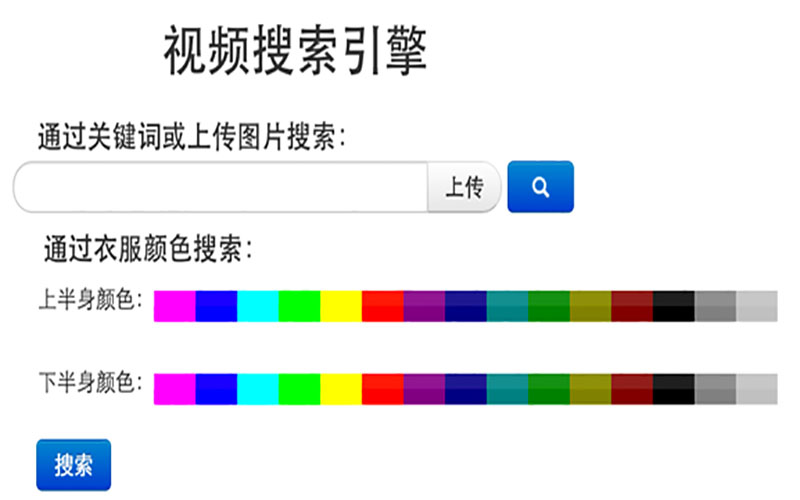 视频搜索引擎
通过关键词或上传图片搜索：
上传
通过衣服颜色搜索：
上半身颜色：
下半身颜色：
搜索